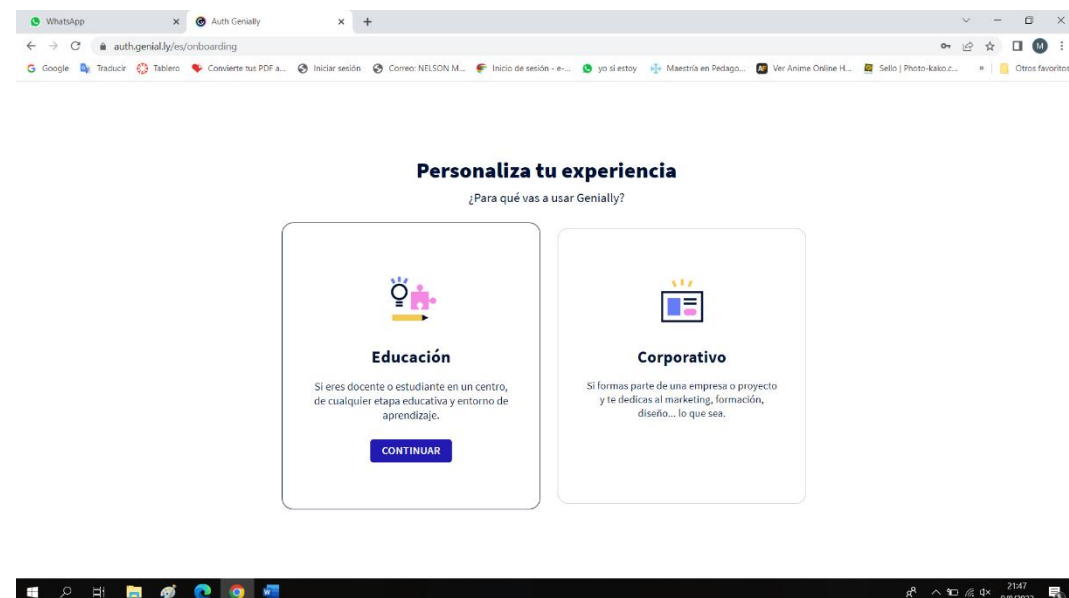 WhatsApp
Auth Genially
auth.genial.ly/es/onboarding
M
Google
Traducir
Tablero
Convierte tus PDF a...
Iniciar sesión
Correo: NELSON M...
Inicio de sesión - e-...
yo si estoy
Maestría en Pedago...
Ver Anime Online H...
Sello | Photo-kako.c...
»
Otros favoritos
Personaliza tu experiencia
¿Para qué vas a usar Genially?
Educación
Si eres docente o estudiante en un centro,
de cualquier etapa educativa y entorno de
aprendizaje.
CONTINUAR
Corporativo
Si formas parte de una empresa o proyecto
y te dedicas al marketing, formación,
diseño... lo que sea.
21:47